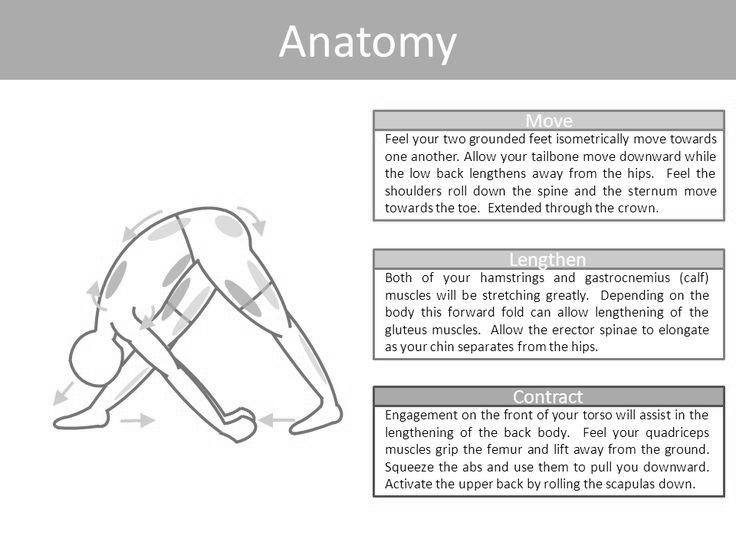 Anatomy
Move
Feel your two grounded feet isometrically move towards
one another. Allow your tailbone move downward while
the low back lengthens away from the hips. Feel the
shoulders roll down the spine and the sternum move
towards the toe. Extended through the crown.
Lengthen
Both of your hamstrings and gastrocnemius (calf)
muscles will be stretching greatly. Depending on the
body this forward fold can allow lengthening of the
gluteus muscles. Allow the erector spinae to elongate
as your chin separates from the hips.
Contract
Engagement on the front of your torso will assist in the
lengthening of the back body. Feel your quadriceps
muscles grip the femur and lift away from the ground.
Squeeze the abs and use them to pull you downward.
Activate the upper back by rolling the scapulas down.